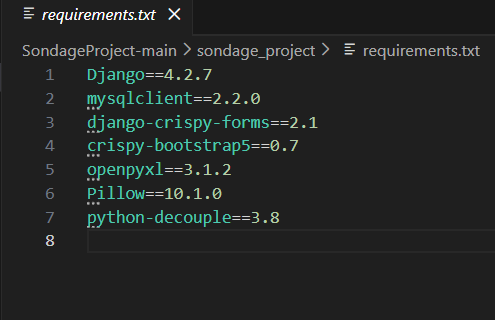 requirements.txt
SondageProject-main > sondage_project > requirements.txt
1 Django==4.2.7
2 mysqlclient==2.2.0
3 django-crispy-forms==2.1
4 crispy-bootstrap5==0.7
5 openpyxl==3.1.2
6 Pillow==10.1.0
7 python-decouple==3.8
8